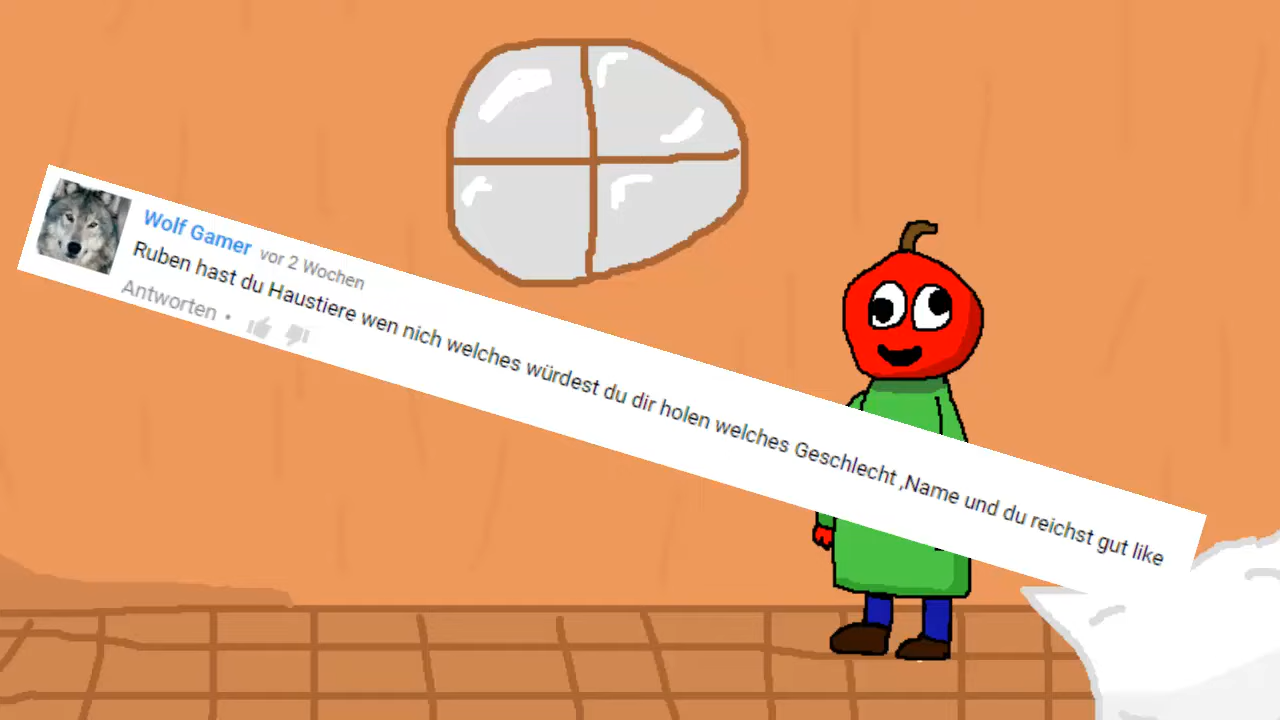 Wolf Gamer vor 2 Wochen
Ruben hast du Haustiere wen nich welches würdest du dir holen welches Geschlecht ,Name und du reichst gut like
Antworten •